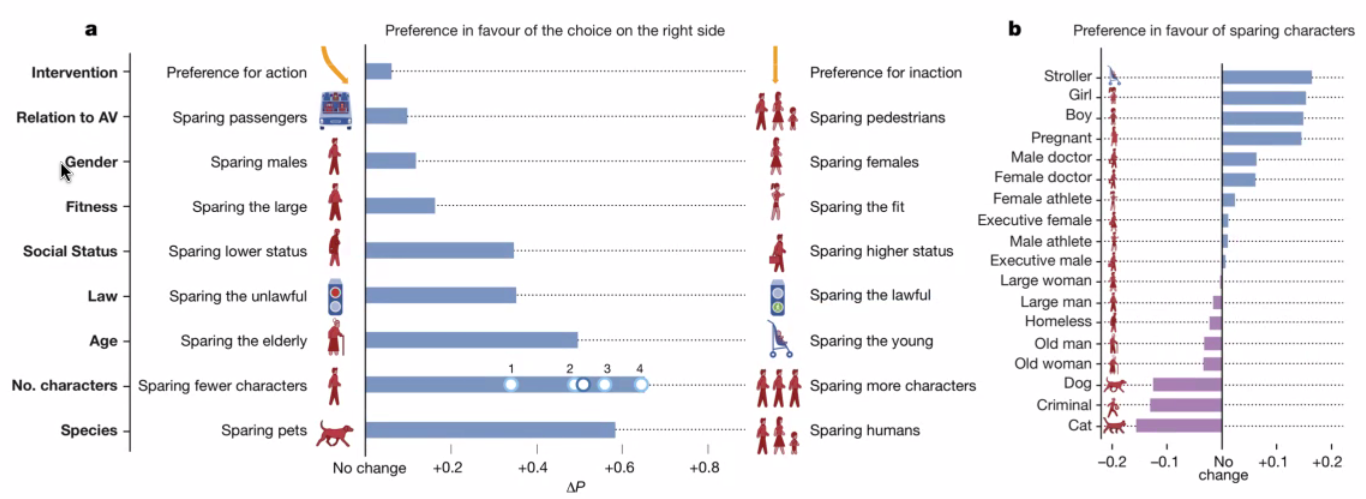 a
Preference in favour of the choice on the right side
Intervention Preference for action Preference for inaction
Relation to AV Sparing passengers Sparing pedestrians
Gender Sparing males Sparing females
Fitness Sparing the large Sparing the fit
Social Status Sparing lower status Sparing higher status
Law Sparing the unlawful Sparing the lawful
Age Sparing the elderly Sparing the young
1 2 3 4
No. characters Sparing fewer characters Sparing more characters
Species Sparing pets Sparing humans
No change +0.2 +0.4 +0.6 +0.8
ΔP
b
Preference in favour of sparing characters
Stroller
Girl
Boy
Pregnant
Male doctor
Female doctor
Female athlete
Executive female
Male athlete
Executive male
Large woman
Large man
Homeless
Old man
Old woman
Dog
Criminal
Cat
–0.2 –0.1 No +0.1 +0.2
change